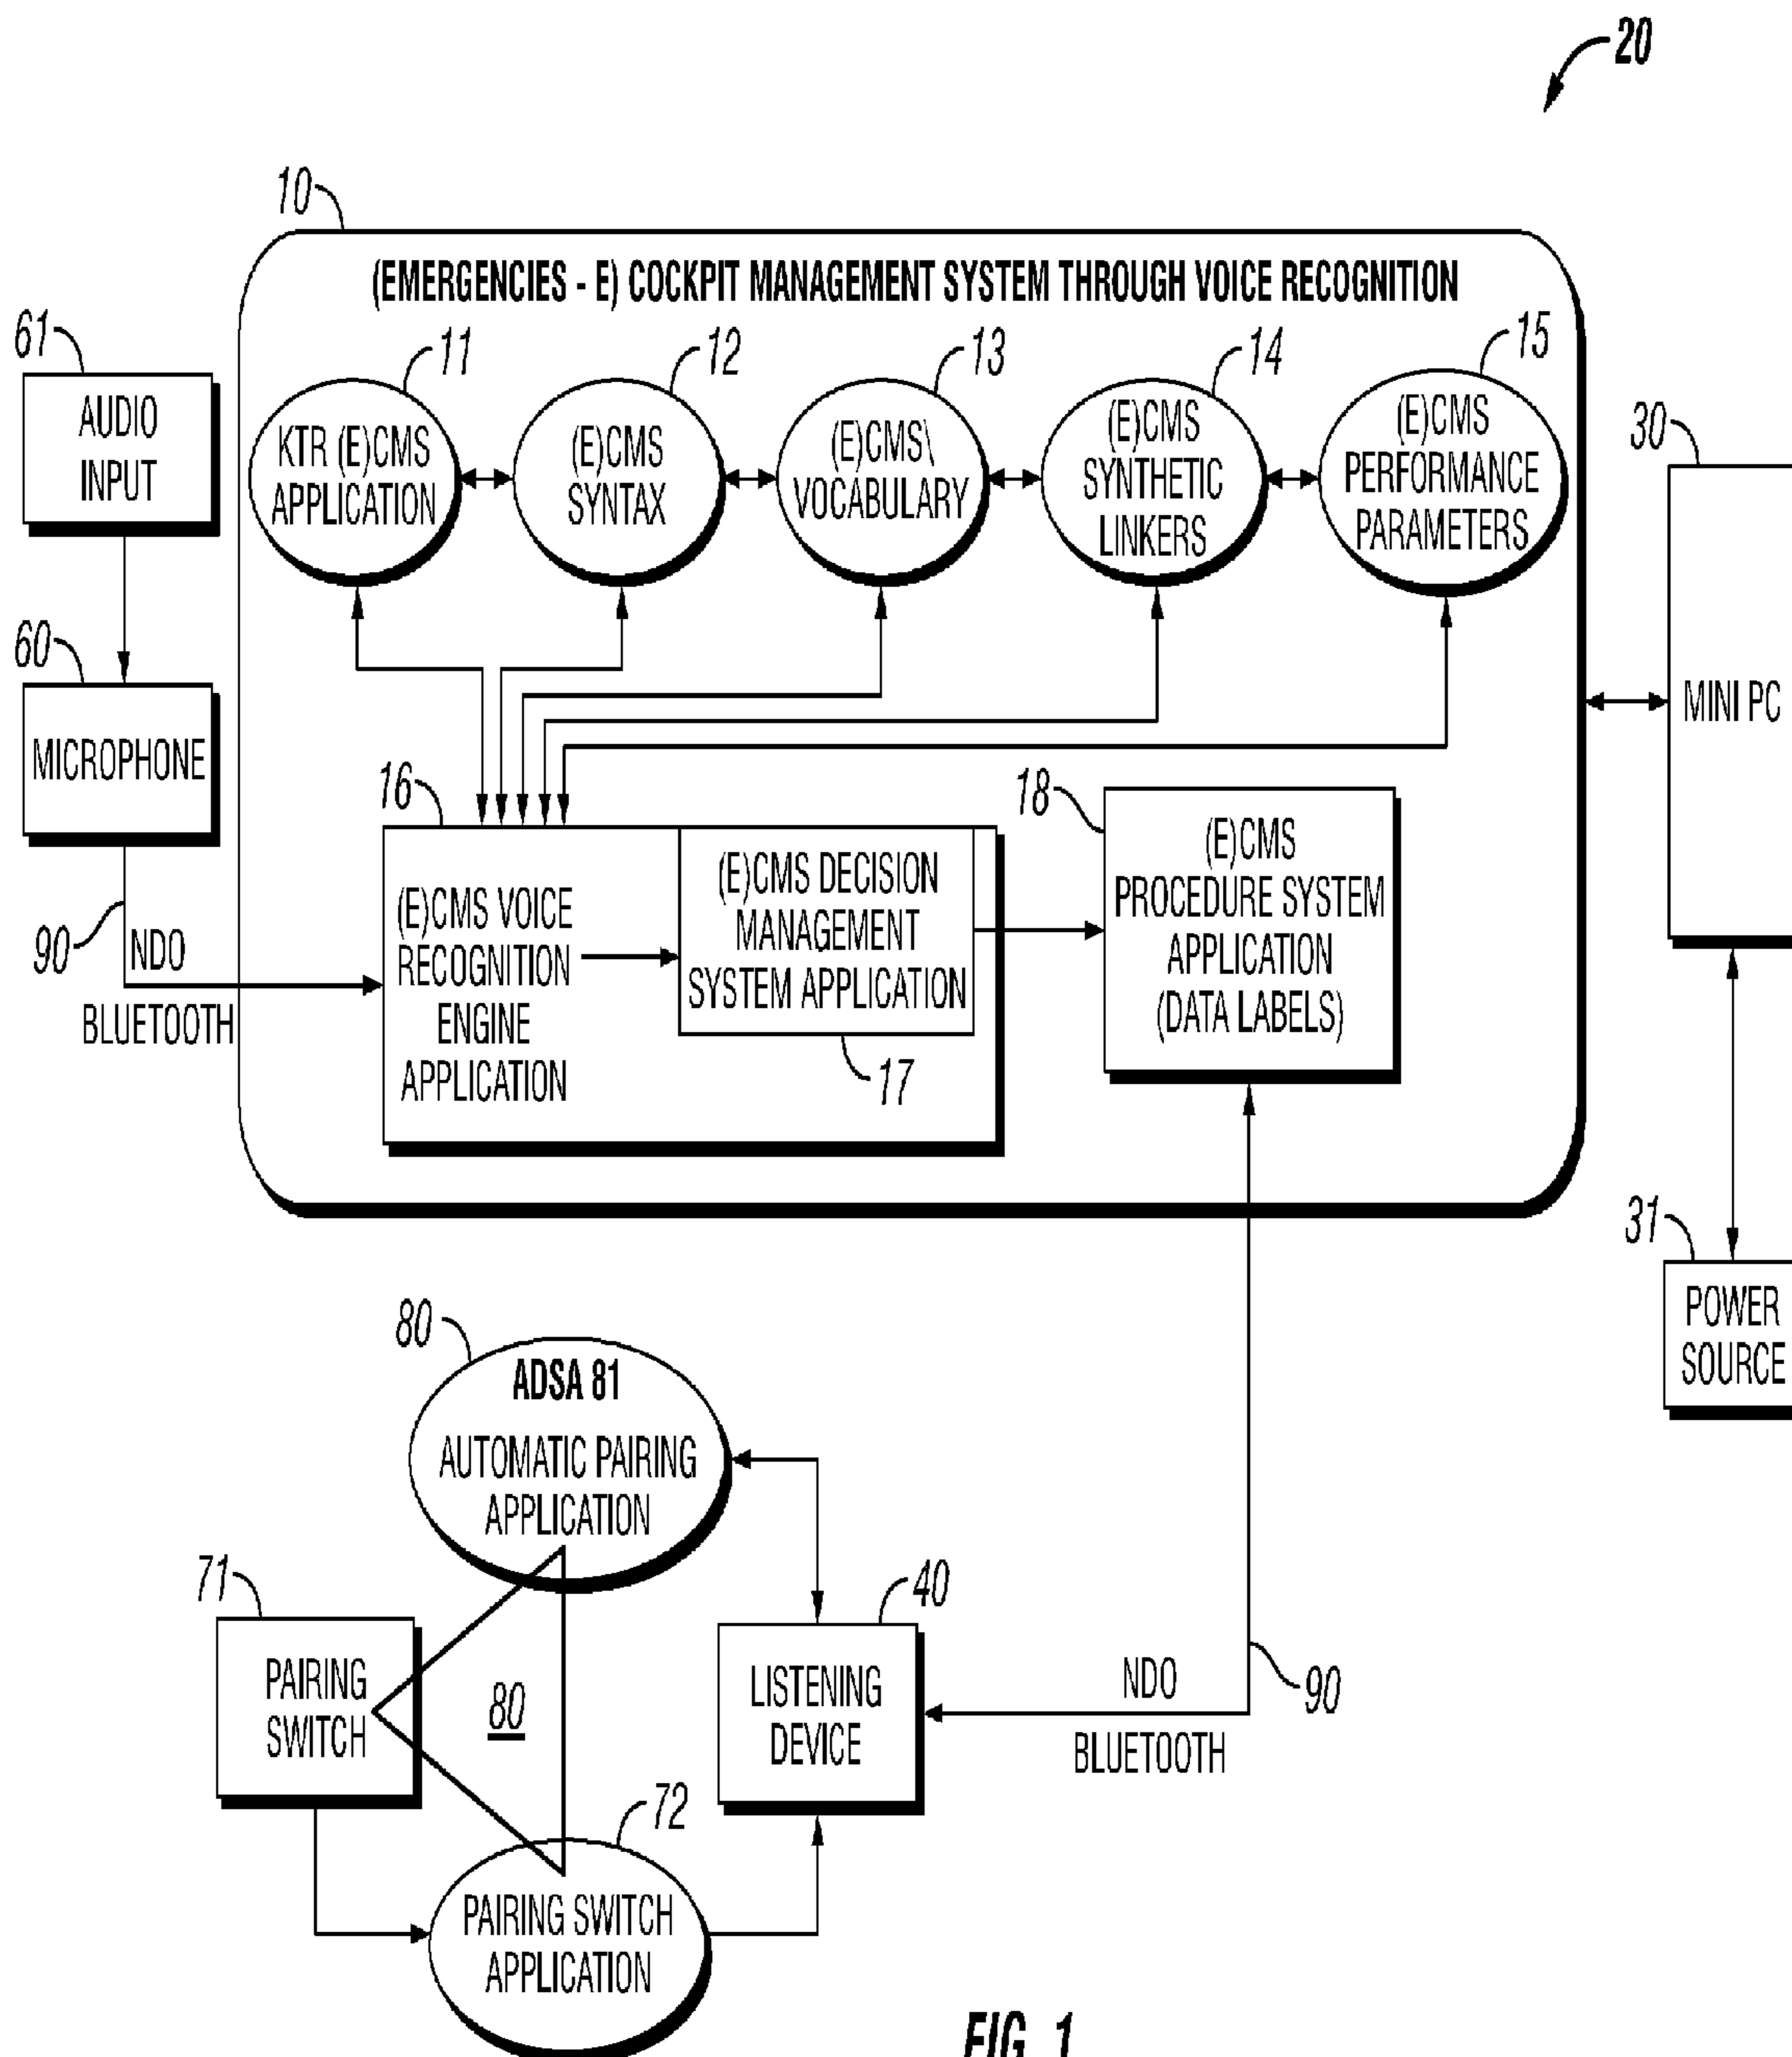 20
10
(EMERGENCIES - E) COCKPIT MANAGEMENT SYSTEM THROUGH VOICE RECOGNITION
61
AUDIO
INPUT
11
KTR (E)CMS
APPLICATION
12
(E)CMS
SYNTAX
13
(E)CMS\
VOCABULARY
14
(E)CMS
SYNTHETIC
LINKERS
15
(E)CMS
PERFORMANCE
PARAMETERS
30
MINI PC
60
MICROPHONE
90
NDO
BLUETOOTH
16
(E)CMS VOICE
RECOGNITION
ENGINE
APPLICATION
(E)CMS DECISION
MANAGEMENT
SYSTEM APPLICATION
17
18
(E)CMS
PROCEDURE SYSTEM
APPLICATION
(DATA LABELS)
31
POWER
SOURCE
80
ADSA 81
AUTOMATIC PAIRING
APPLICATION
71
PAIRING
SWITCH
80
40
LISTENING
DEVICE
NDO
BLUETOOTH
90
72
PAIRING SWITCH
APPLICATION
FIG. 1